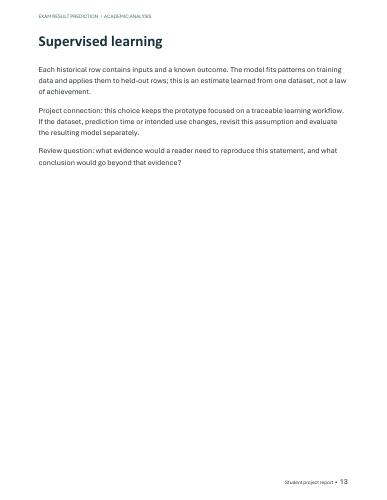 EXAM RESULT PREDICTION | ACADEMIC ANALYSIS
Supervised learning
Each historical row contains inputs and a known outcome. The model fits patterns on training
data and applies them to held-out rows; this is an estimate learned from one dataset, not a law
of achievement.
Project connection: this choice keeps the prototype focused on a traceable learning workflow.
If the dataset, prediction time or intended use changes, revisit this assumption and evaluate
the resulting model separately.
Review question: what evidence would a reader need to reproduce this statement, and what
conclusion would go beyond that evidence?
Student project report • 13